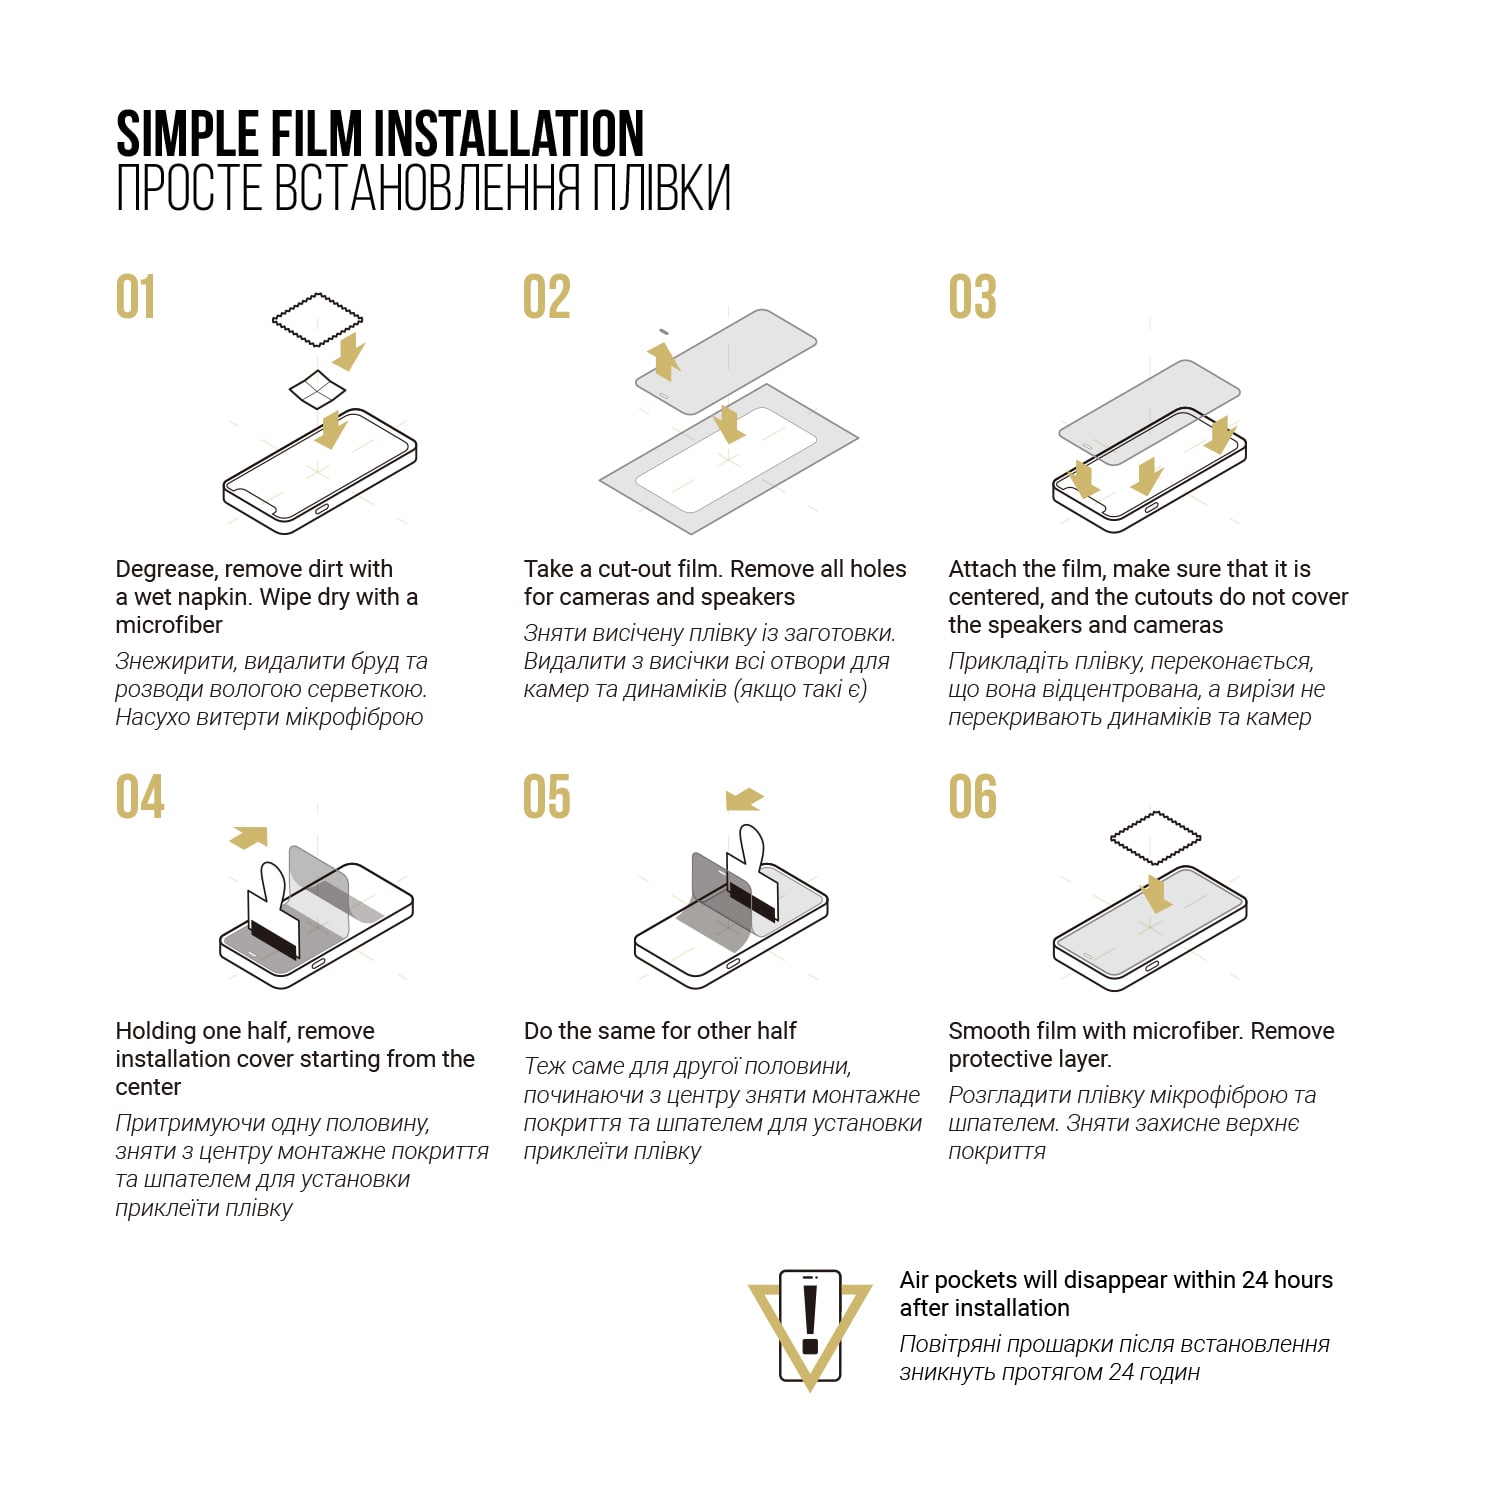 SIMPLE FILM INSTALLATION
ПРОСТЕ ВСТАНОВЛЕННЯ ПЛІВКИ
01
Degrease, remove dirt with
a wet napkin. Wipe dry with a
microfiber
Знежирити, видалити бруд та
розводи вологою серветкою.
Насухо витерти мікрофіброю
02
Take a cut-out film. Remove all holes
for cameras and speakers
Зняти висічену плівку із заготовки.
Видалити з висічки всі отвори для
камер та динаміків (якщо такі є)
03
Attach the film, make sure that it is
centered, and the cutouts do not cover
the speakers and cameras
Прикладіть плівку, переконається,
що вона відцентрована, а вирізи не
перекривають динаміків та камер
04
Holding one half, remove
installation cover starting from the
center
Притримуючи одну половину,
зняти з центру монтажне покриття
та шпателем для установки
приклеїти плівку
05
Do the same for other half
Теж саме для другої половини,
починаючи з центру зняти монтажне
покриття та шпателем для установки
приклеїти плівку
06
Smooth film with microfiber. Remove
protective layer.
Розгладити плівку мікрофіброю та
шпателем. Зняти захисне верхнє
покриття
Air pockets will disappear within 24 hours
after installation
Повітряні прошарки після встановлення
зникнуть протягом 24 годин